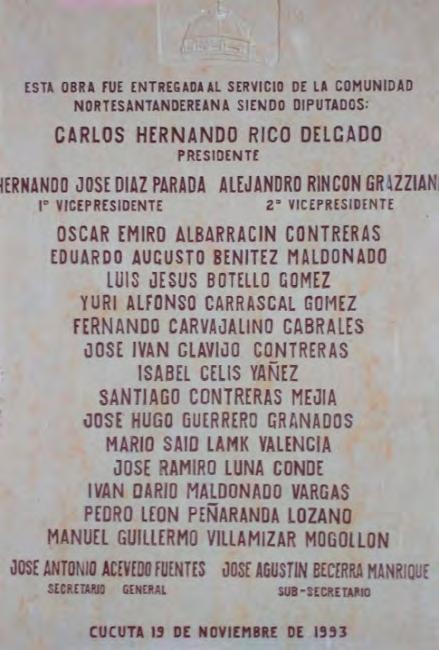 ESTA OBRA FUE ENTREGADA AL SERVICIO DE LA COMUNIDAD
NORTESANTANDEREANA SIENDO DIPUTADOS:
CARLOS HERNANDO RICO DELGADO
PRESIDENTE
HERNANDO JOSE DIAZ PARADA ALEJANDRO RINCON GRAZZIANI
1º VICEPRESIDENTE 2º VICEPRESIDENTE
OSCAR EMIRO ALBARRACIN CONTRERAS
EDUARDO AUGUSTO BENITEZ MALDONADO
LUIS JESUS BOTELLO GOMEZ
YURI ALFONSO CARRASCAL GOMEZ
FERNANDO CARVAJALINO CABRALES
JOSE IVAN CLAVIJO CONTRERAS
ISABEL CELIS YAÑEZ
SANTIAGO CONTRERAS MEJIA
JOSE HUGO GUERRERO GRANADOS
MARIO SAID LAMK VALENCIA
JOSE RAMIRO LUNA CONDE
IVAN DARIO MALDONADO VARGAS
PEDRO LEON PEÑARANDA LOZANO
MANUEL GUILLERMO VILLAMIZAR MOGOLLON
JOSE ANTONIO ACEVEDO FUENTES JOSE AGUSTIN BECERRA MANRIQUE
SECRETARIO GENERAL SUB-SECRETARIO
CUCUTA 19 DE NOVIEMBRE DE 1993